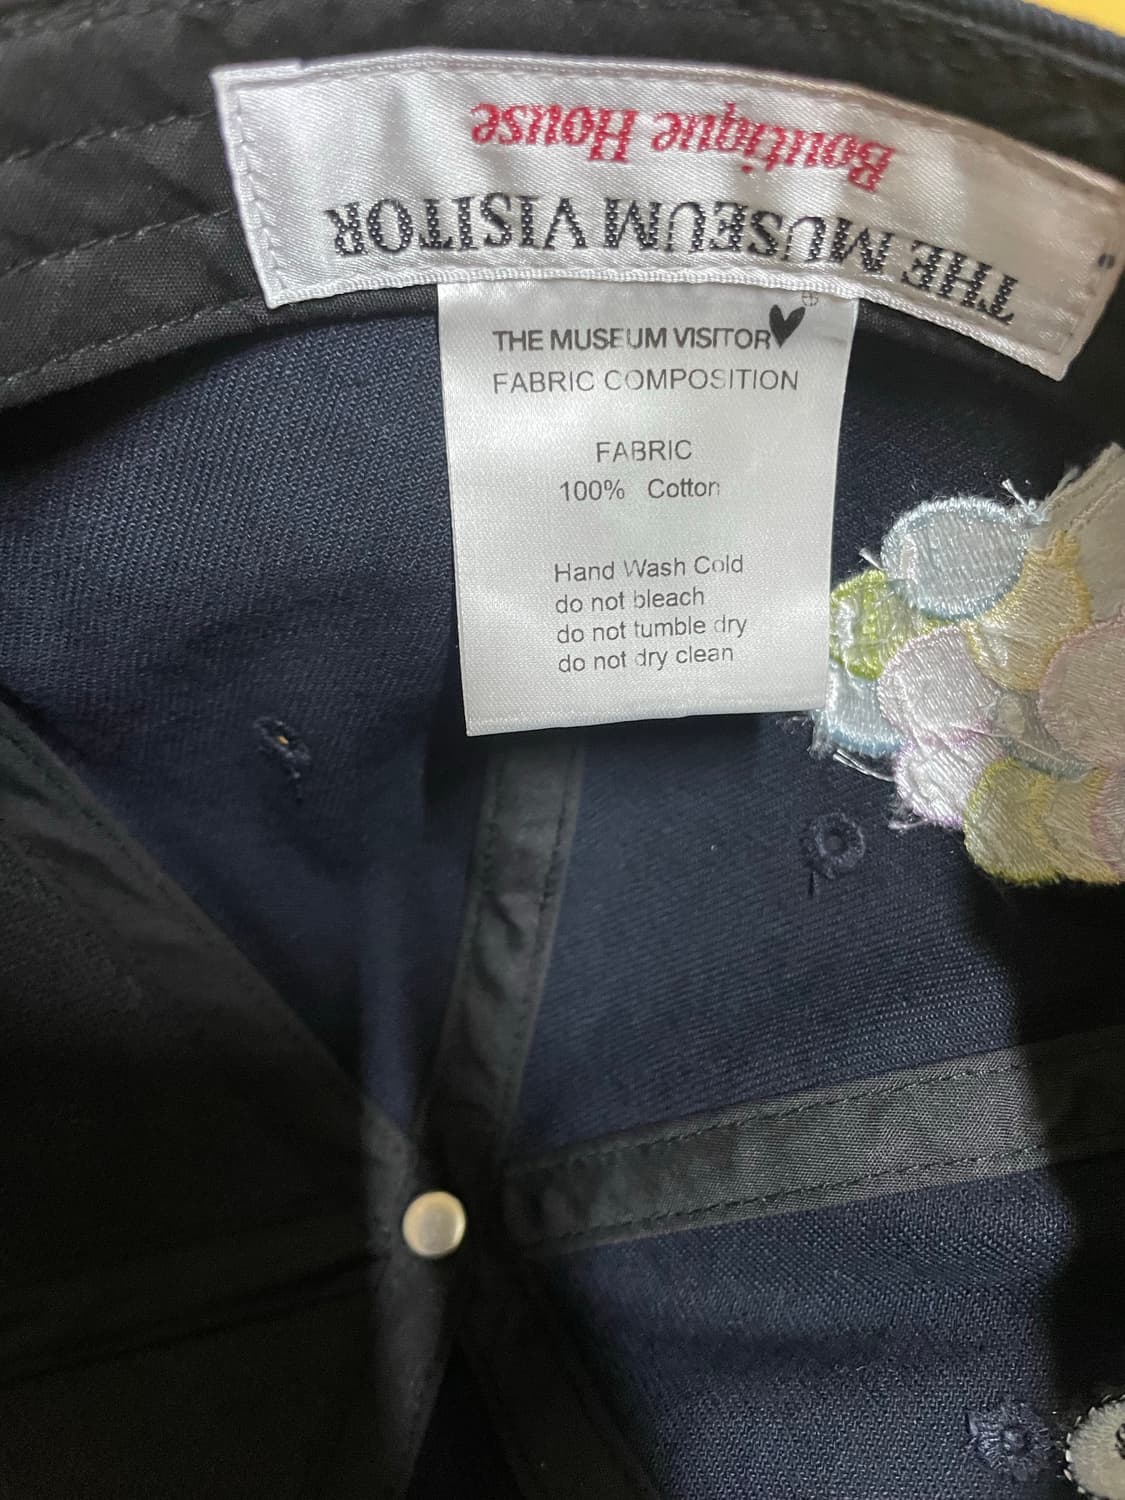 THE MUSEUM VISITOR
Boutique House
THE MUSEUM VISITOR
FABRIC COMPOSITION
FABRIC
100% Cotton
Hand Wash Cold
do not bleach
do not tumble dry
do not dry clean